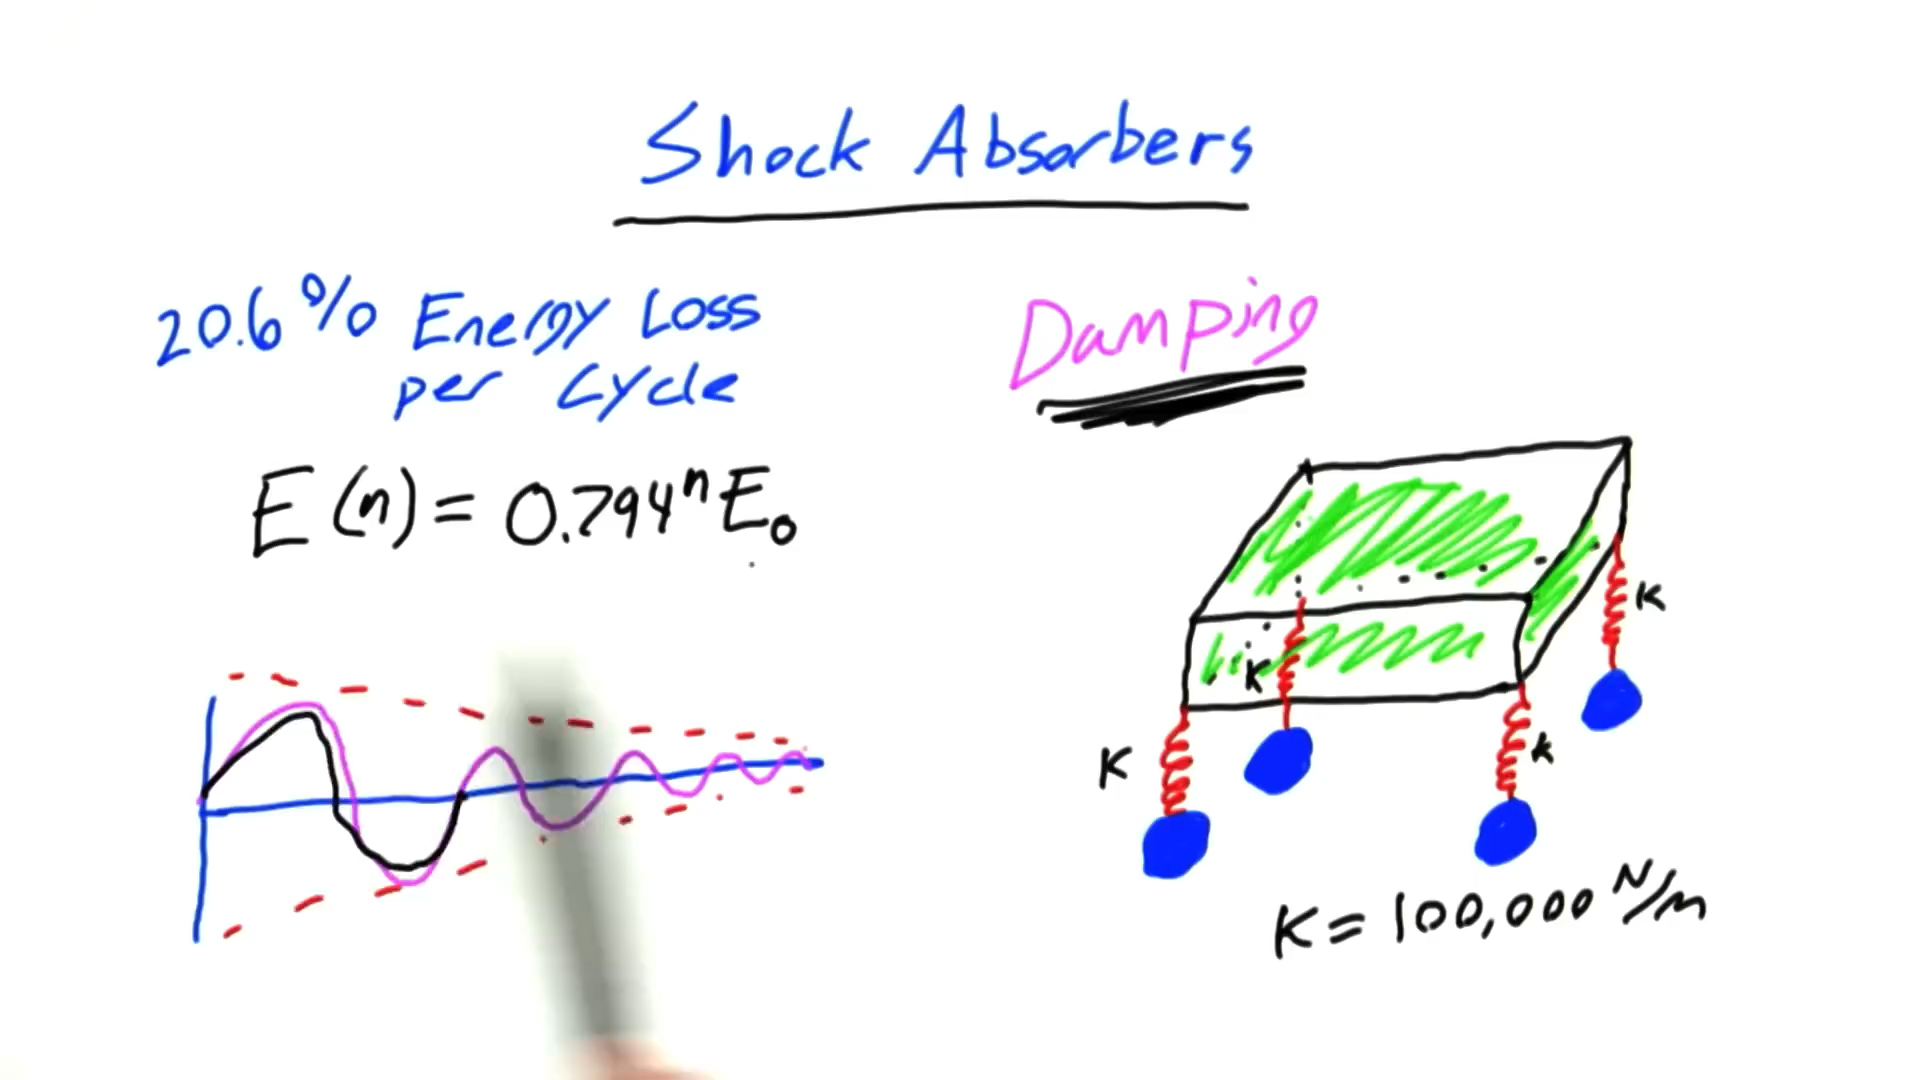 Shock Absorbers
20.6% Energy Loss
per Cycle
Damping
E(n) = 0.794ⁿE₀
K
K
K
k
K = 100,000 N/m